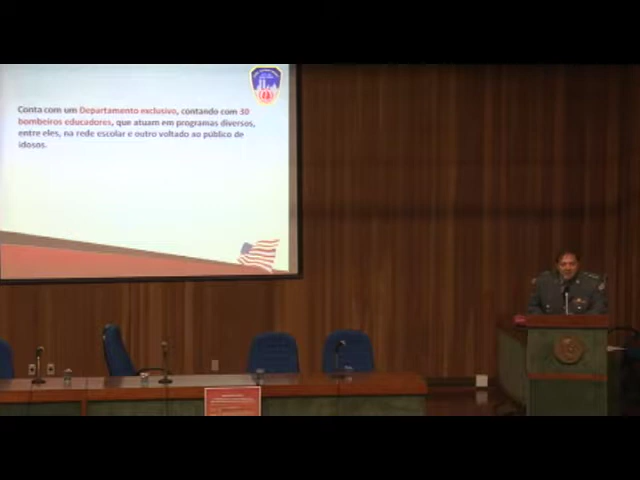 Conta com um Departamento exclusivo, contando com 30
bombeiros educadores, que atuam em programas diversos,
entre eles, na rede escolar e outro voltado ao público de
idosos.